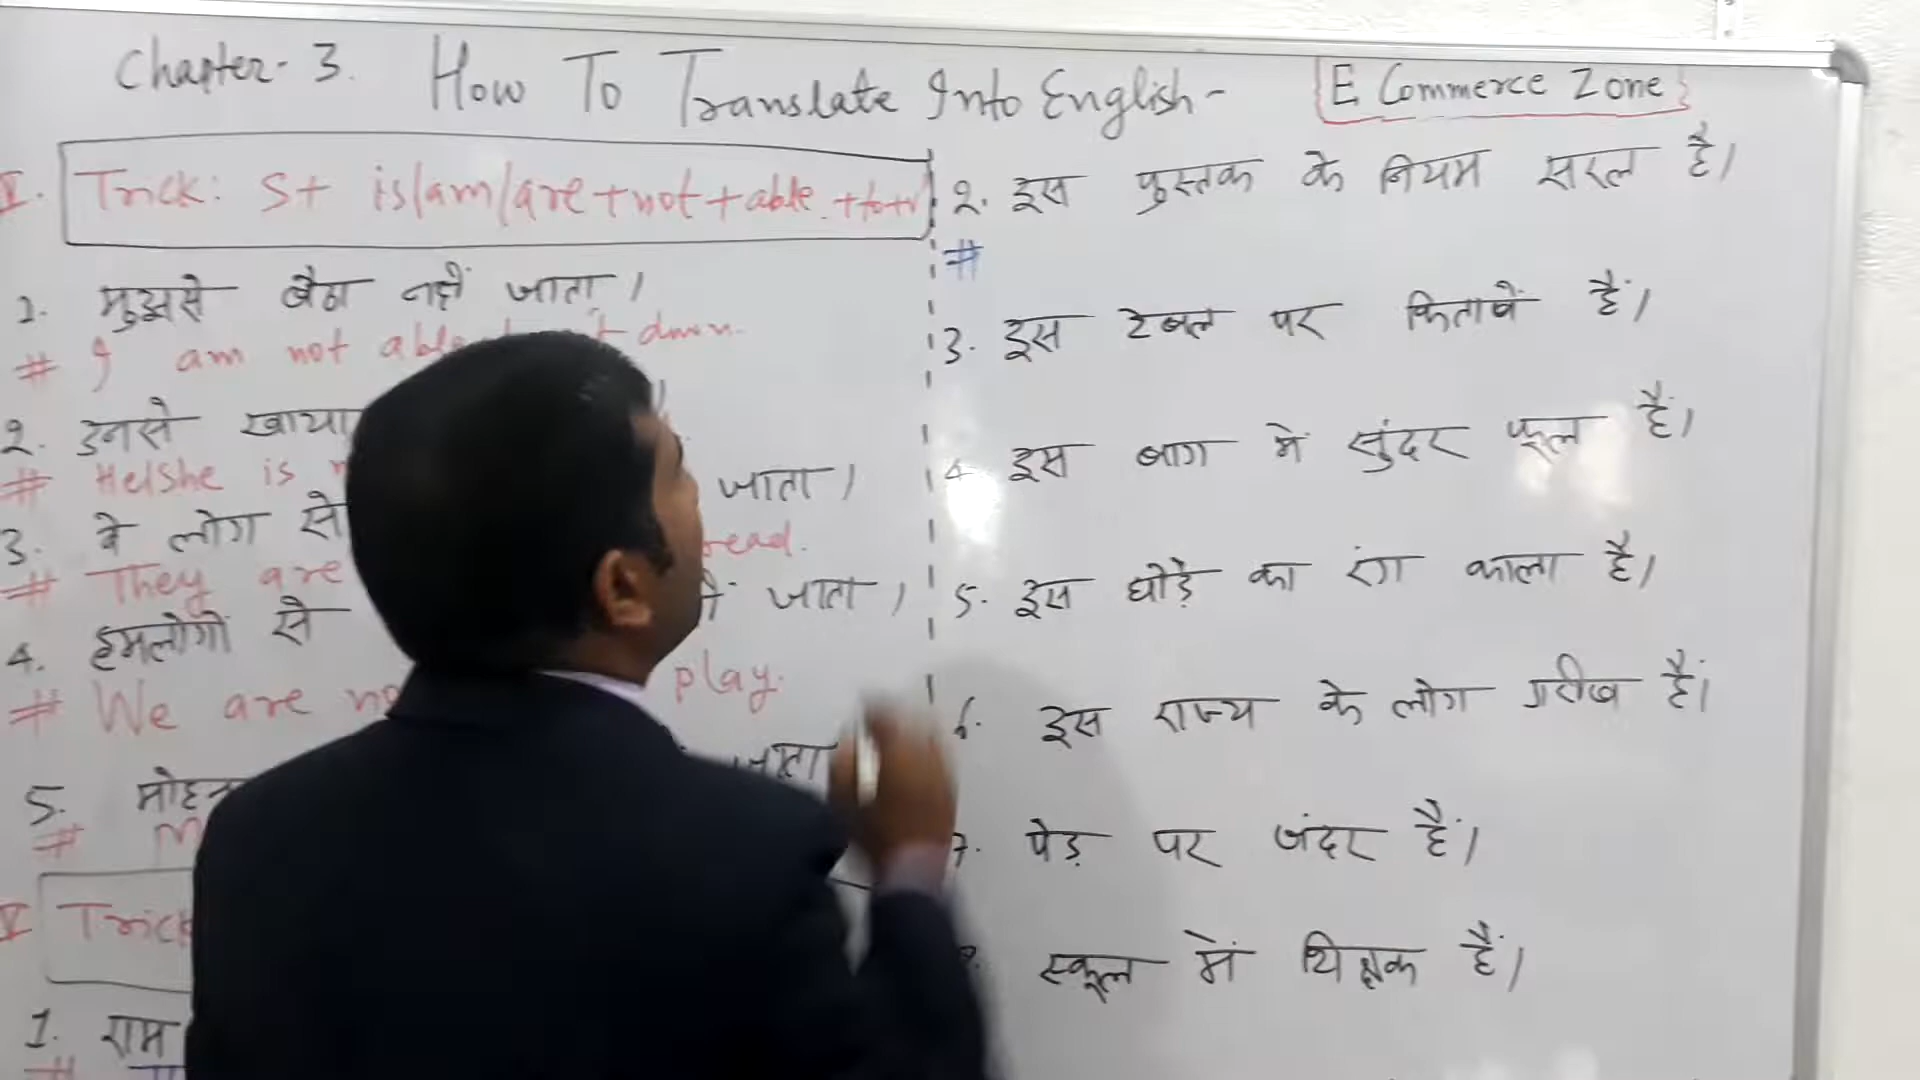 Chapter- 3. How To Translate Into English-
E Commerce Zone
Trick: S+ is/am/are+not+able.+to+v
1. मुझसे बैठा नहीं जाता।
# I am not able down.
2. उनसे खाया
# He/She is
3. वे लोग से जाता।
# They are read.
4. हमलोगों से जाता।
# We are play.
5. मोहन जाता
#
V Trick
1. राम
#
2. इस पुस्तक के नियम सरल है।
#
3. इस टेबल पर किताबें हैं।
4 इस बाग में सुंदर फूल हैं।
5. इस घोड़े का रंग काला है।
6. इस राज्य के लोग गरीब हैं।
7. पेड़ पर बंदर हैं।
स्कूल में शिक्षक हैं।